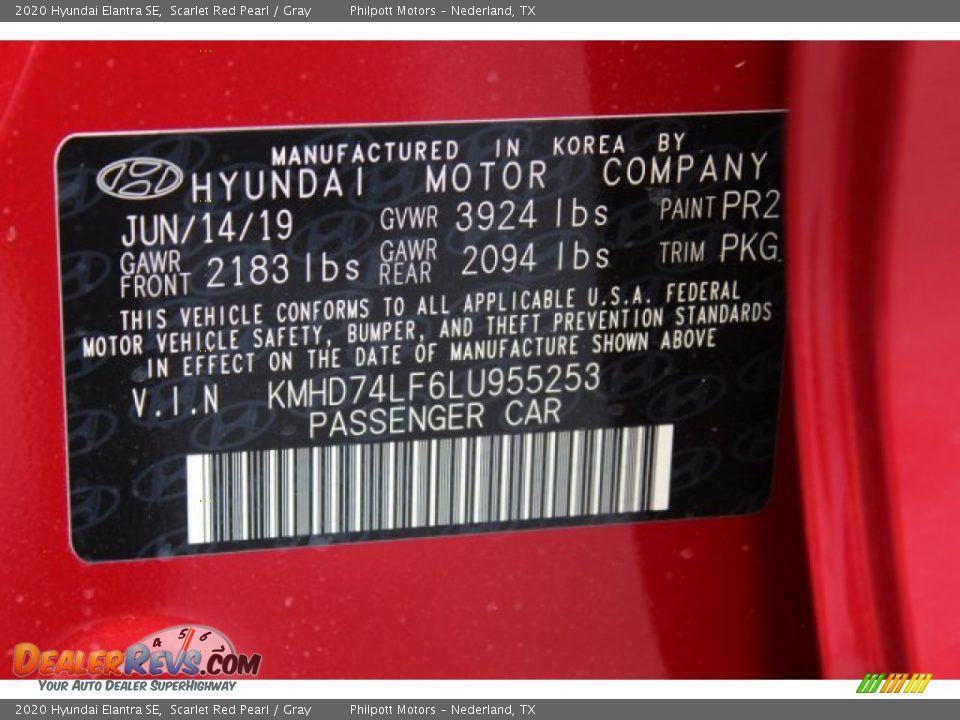 2020 Hyundai Elantra SE, Scarlet Red Pearl / Gray Philpott Motors - Nederland, TX
MANUFACTURED IN KOREA BY
HYUNDAI MOTOR COMPANY
JUN/14/19 GVWR 3924 lbs PAINT PR2
GAWR FRONT 2183 lbs GAWR REAR 2094 lbs TRIM PKG
THIS VEHICLE CONFORMS TO ALL APPLICABLE U.S.A. FEDERAL
MOTOR VEHICLE SAFETY, BUMPER, AND THEFT PREVENTION STANDARDS
IN EFFECT ON THE DATE OF MANUFACTURE SHOWN ABOVE
V.I.N KMHD74LF6LU955253
PASSENGER CAR
4 5 6
DEALERREVS.COM
YOUR AUTO DEALER SUPERHIGHWAY
2020 Hyundai Elantra SE, Scarlet Red Pearl / Gray Philpott Motors - Nederland, TX